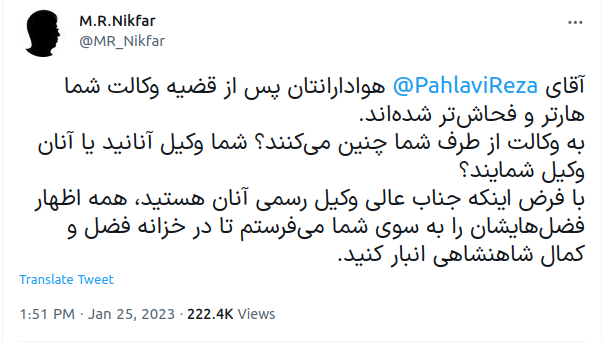 M.R.Nikfar
@MR_Nikfar
آقای @PahlaviReza هوادارانتان پس از قضیه وکالت شما
هارتر و فحاش‌تر شده‌اند.
به وکالت از طرف شما چنین می‌کنند؟ شما وکیل آنانید یا آنان
وکیل شمایند؟
با فرض اینکه جناب عالی وکیل رسمی آنان هستید، همه اظهار
فضل‌هایشان را به سوی شما می‌فرستم تا در خزانه فضل و
کمال شاهنشاهی انبار کنید.
Translate Tweet
1:51 PM · Jan 25, 2023 · 222.4K Views